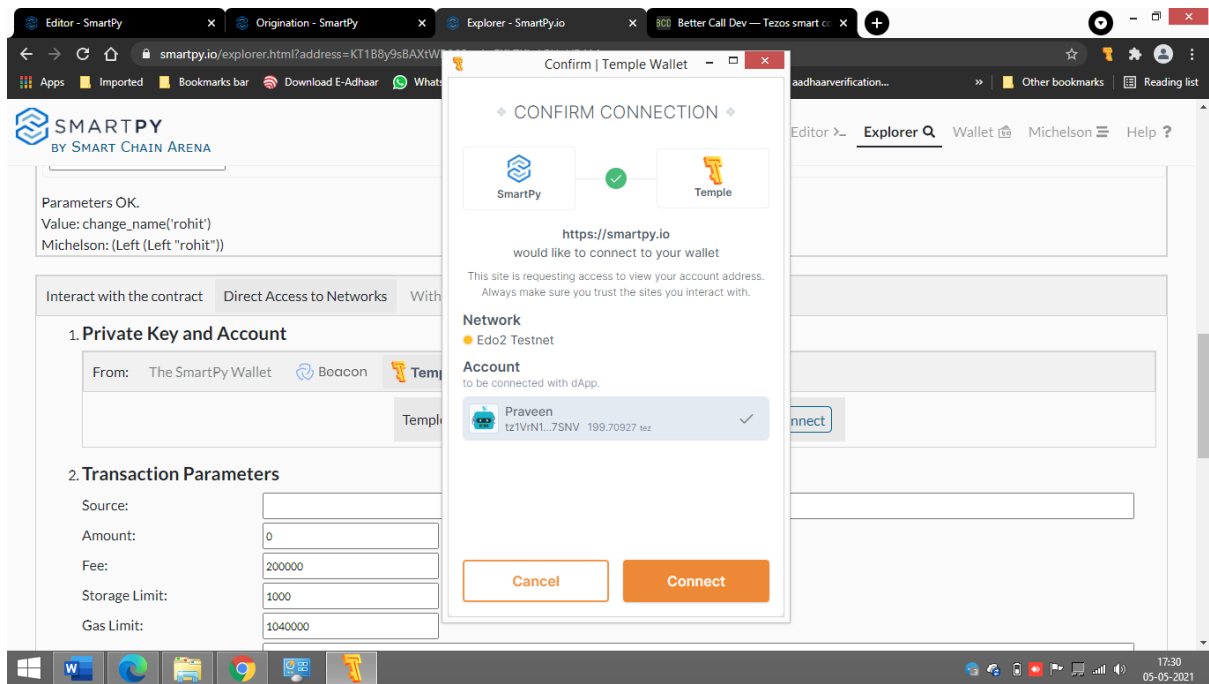 Editor - SmartPy
Origination - SmartPy
Explorer - SmartPy.io
BCD Better Call Dev — Tezos smart co
smartpy.io/explorer.html?address=KT1B8y9sBAXtW
Apps Imported Bookmarks bar Download E-Adhaar Whats aadhaarverification... » Other bookmarks Reading list
Confirm | Temple Wallet
SMARTPY
BY SMART CHAIN ARENA
Editor Explorer Wallet Michelson Help ?
CONFIRM CONNECTION
SmartPy
Temple
https://smartpy.io
would like to connect to your wallet
This site is requesting access to view your account address.
Always make sure you trust the sites you interact with.
Network
Edo2 Testnet
Account
to be connected with dApp.
Praveen
tz1VrN1...7SNV 199.70927 tez
Cancel Connect
Parameters OK.
Value: change_name('rohit')
Michelson: (Left (Left "rohit"))
Interact with the contract Direct Access to Networks With
1. Private Key and Account
From: The SmartPy Wallet Beacon Temp
Temple nnect
2. Transaction Parameters
Source:
Amount: 0
Fee: 200000
Storage Limit: 1000
Gas Limit: 1040000
17:30
05-05-2021